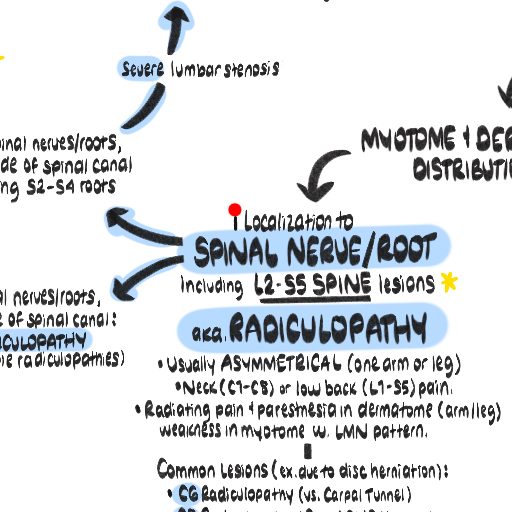 Severe lumbar stenosis
inal nerves/roots,
de of spinal canal
ng S2-S4 roots
MYOTOME & DER
DISTRIBUTI
Localization to
SPINAL NERVE/ROOT
Including L2-S5 SPINE lesions
al nerves/roots,
e of spinal canal:
ICULOPATHY
le radiculopathies)
aka. RADICULOPATHY
• Usually ASYMMETRICAL (one arm or leg)
• Neck (C1-C8) or low back (L1-S5) pain.
• Radiating pain & paresthesia in dermatome (arm/leg)
weakness in myotome w. LMN pattern.
Common Lesions (ex. due to disc herniation):
• C6 Radiculopathy (vs. Carpal Tunnel)